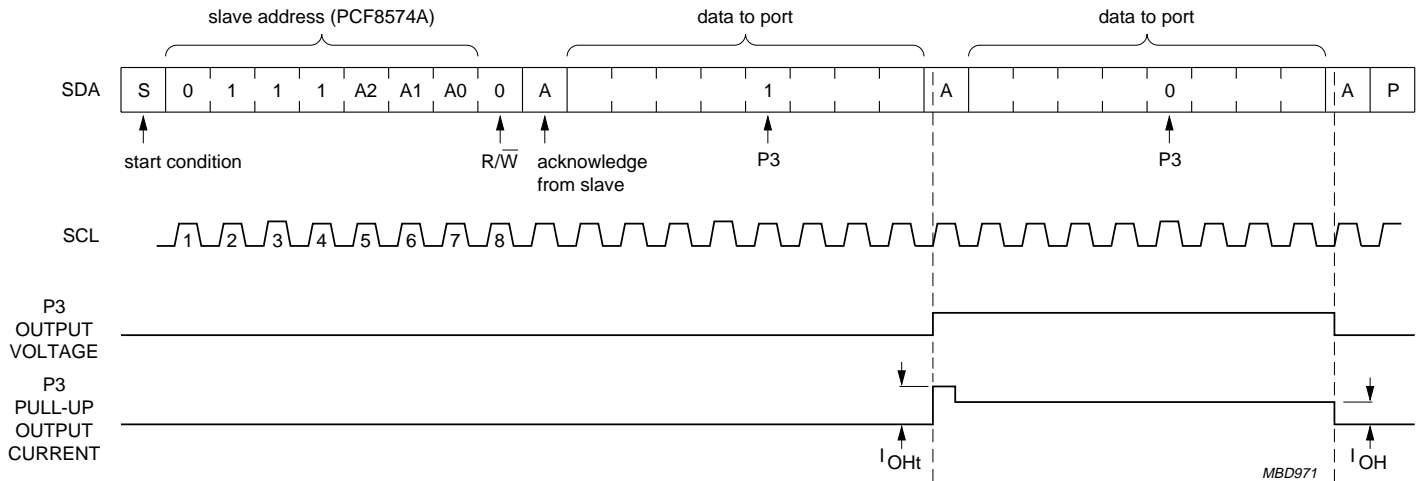 slave address (PCF8574A) data to port data to port
SDA S 0 1 1 1 A2 A1 A0 0 A 1 A 0 A P
start condition R/W̅ acknowledge from slave P3 P3
SCL 1 2 3 4 5 6 7 8
P3
OUTPUT
VOLTAGE
P3
PULL-UP
OUTPUT
CURRENT
I OHt
I OH
MBD971